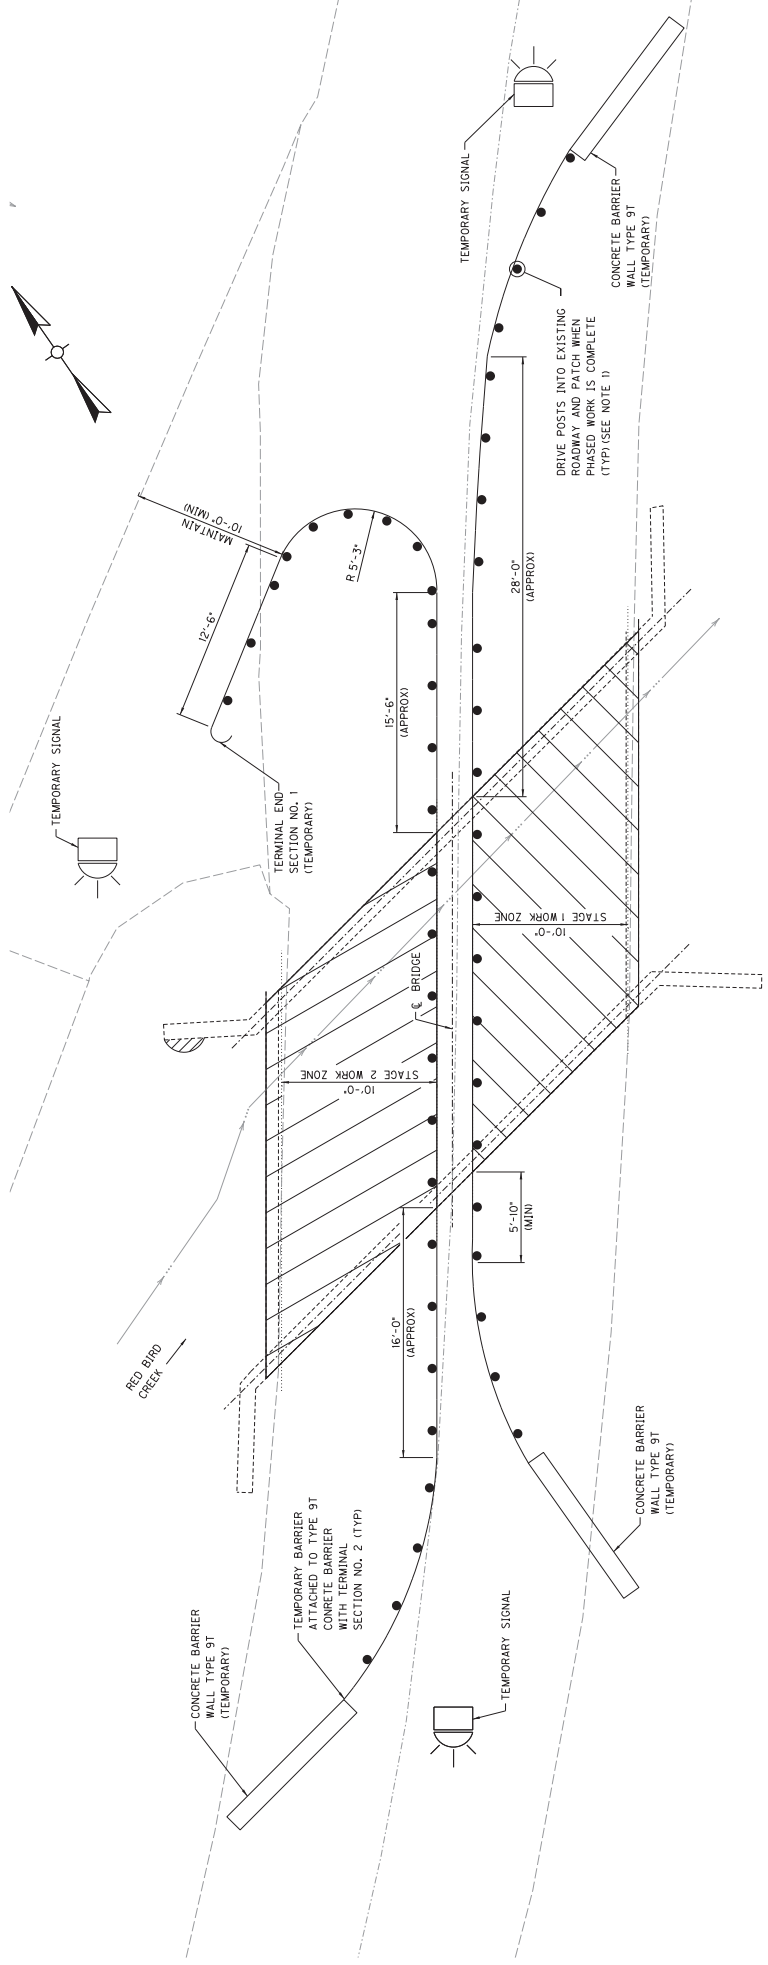 TEMPORARY SIGNAL
CONCRETE BARRIER
WALL TYPE 9T
(TEMPORARY)
DRIVE POSTS INTO EXISTING
ROADWAY AND PATCH WHEN
PHASED WORK IS COMPLETE
(TYP)(SEE NOTE 1)
MAINTAIN
10'-0" (MIN)
R 5'-3"
12'-6"
28'-0"
(APPROX)
15'-6"
(APPROX)
TEMPORARY SIGNAL
TERMINAL END
SECTION NO. 1
(TEMPORARY)
STAGE 1 WORK ZONE
10'-0"
℄ BRIDGE
STAGE 2 WORK ZONE
10'-0"
5'-10"
(MIN)
16'-0"
(APPROX)
RED BIRD
CREEK
CONCRETE BARRIER
WALL TYPE 9T
(TEMPORARY)
TEMPORARY BARRIER
ATTACHED TO TYPE 9T
CONRETE BARRIER
WITH TERMINAL
SECTION NO. 2 (TYP)
CONCRETE BARRIER
WALL TYPE 9T
(TEMPORARY)
TEMPORARY SIGNAL